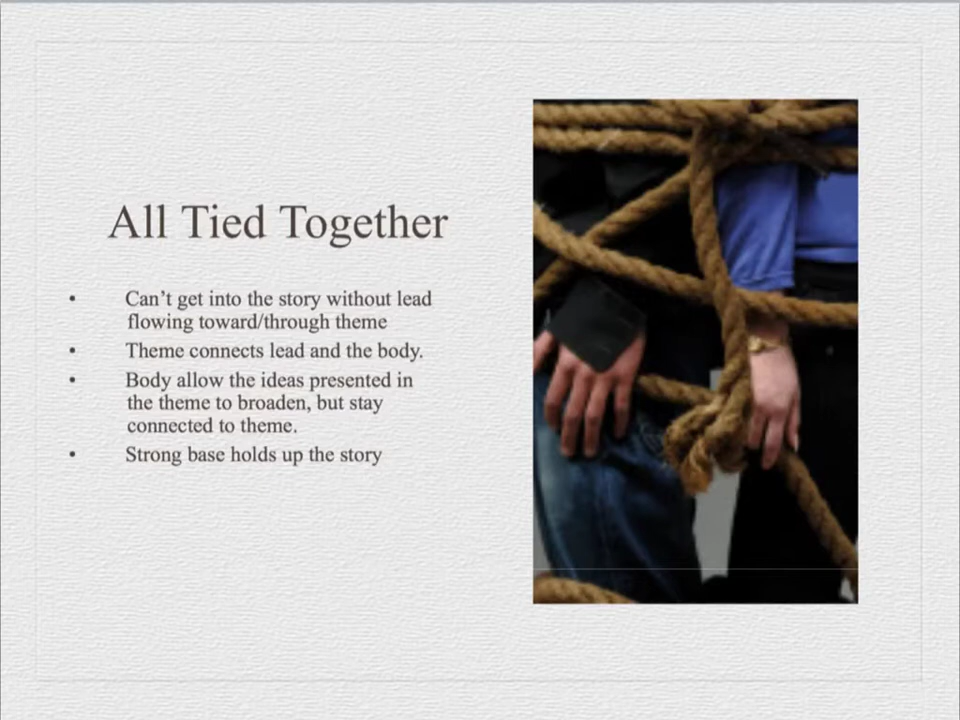 All Tied Together
• Can’t get into the story without lead
flowing toward/through theme
• Theme connects lead and the body.
• Body allow the ideas presented in
the theme to broaden, but stay
connected to theme.
• Strong base holds up the story